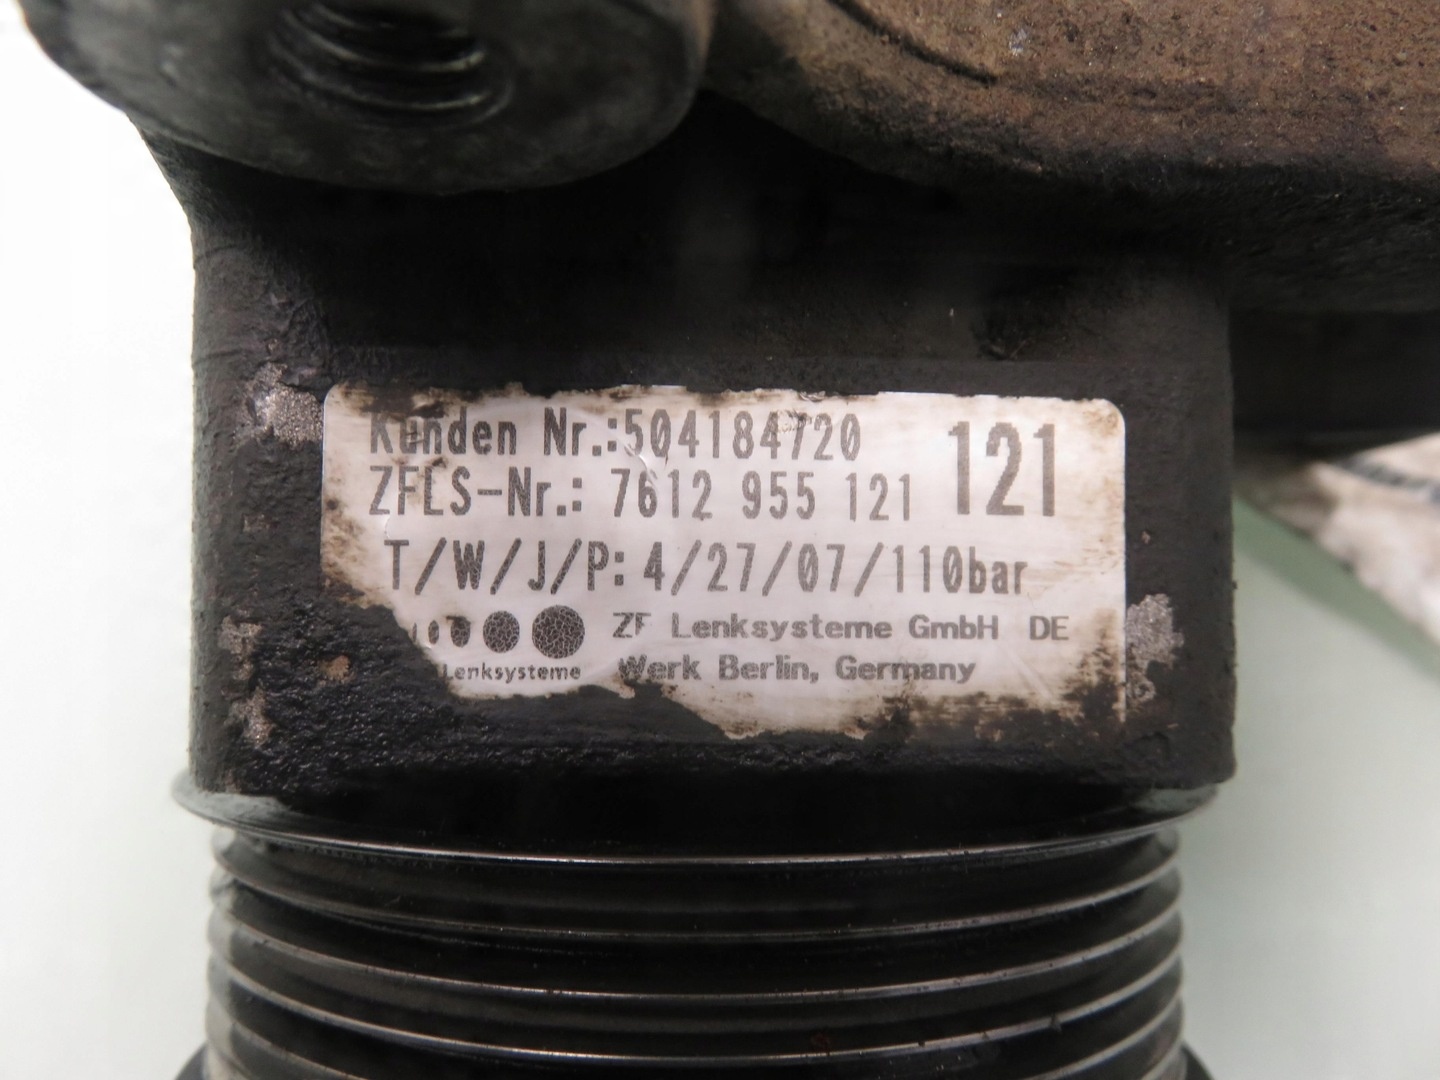 Kunden Nr.:504184720
ZFLS-Nr.: 7612 955 121
121
T/W/J/P: 4/27/07/110bar
ZF Lenksysteme GmbH DE
Lenksysteme
Werk Berlin, Germany